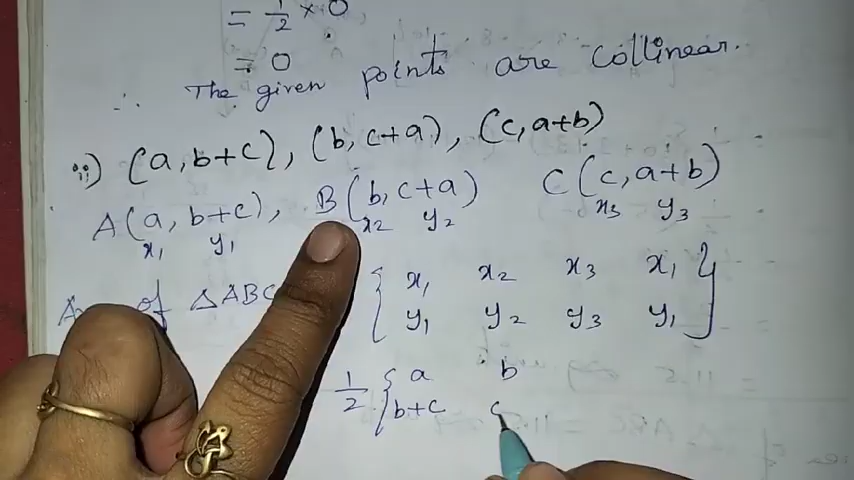 = 1/2 × 0
= 0
∴ The given points are collinear.
ii) (a, b+c), (b, c+a), (c, a+b)
A(a, b+c), B(b, c+a) C(c, a+b)
x₁ y₁ x₂ y₂ x₃ y₃
of ΔABC { x₁ x₂ x₃ x₁ }
y₁ y₂ y₃ y₁
1/2 { a b
b+c c